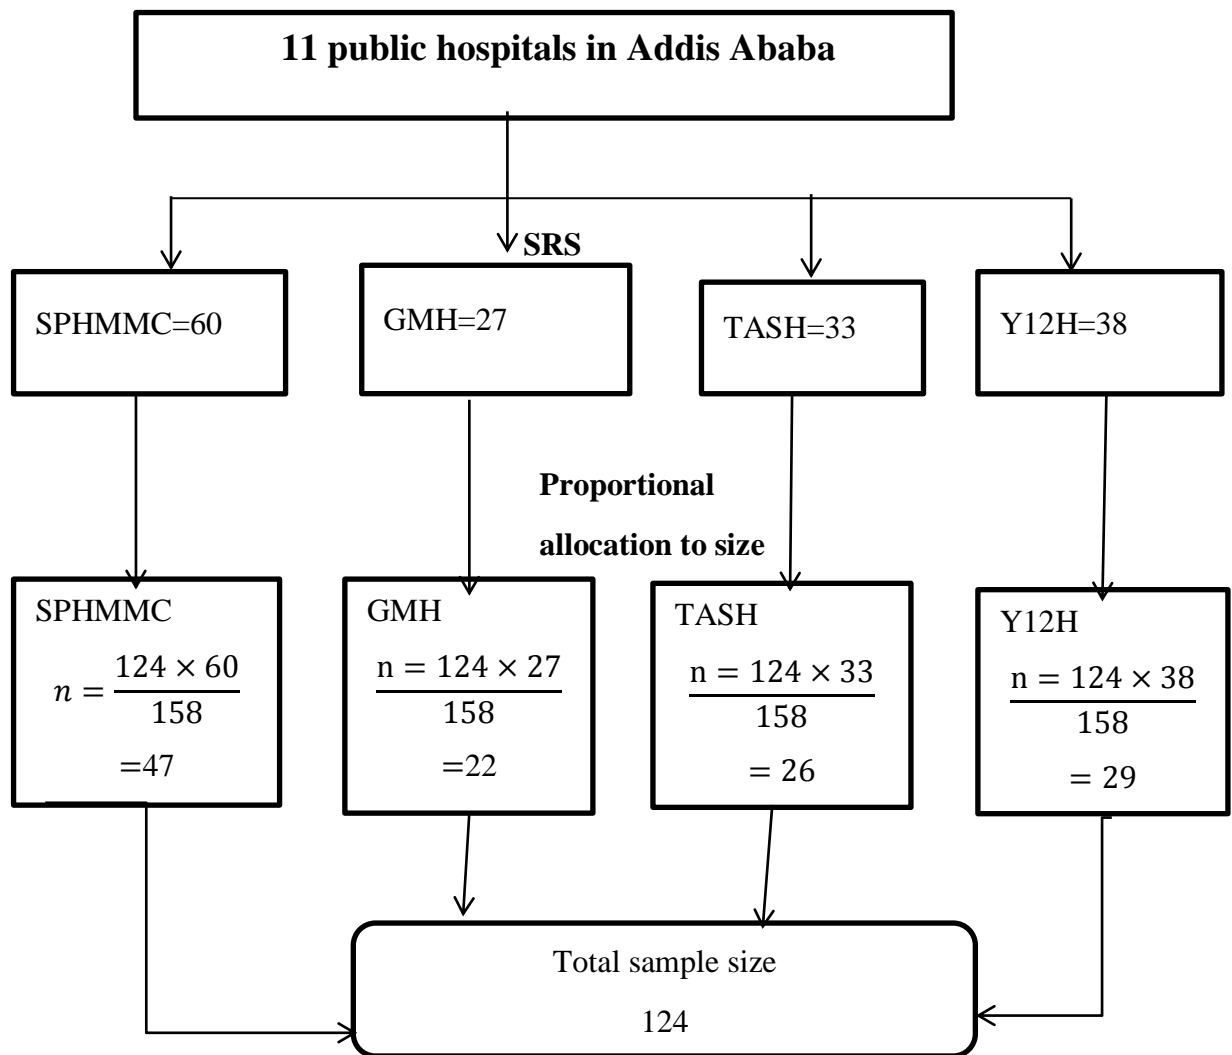 11 public hospitals in Addis Ababa
SRS
SPHMMC=60
GMH=27
TASH=33
Y12H=38
Proportional
allocation to size
SPHMMC
n = 124 × 60
158
=47
GMH
n = 124 × 27
158
=22
TASH
n = 124 × 33
158
= 26
Y12H
n = 124 × 38
158
= 29
Total sample size
124